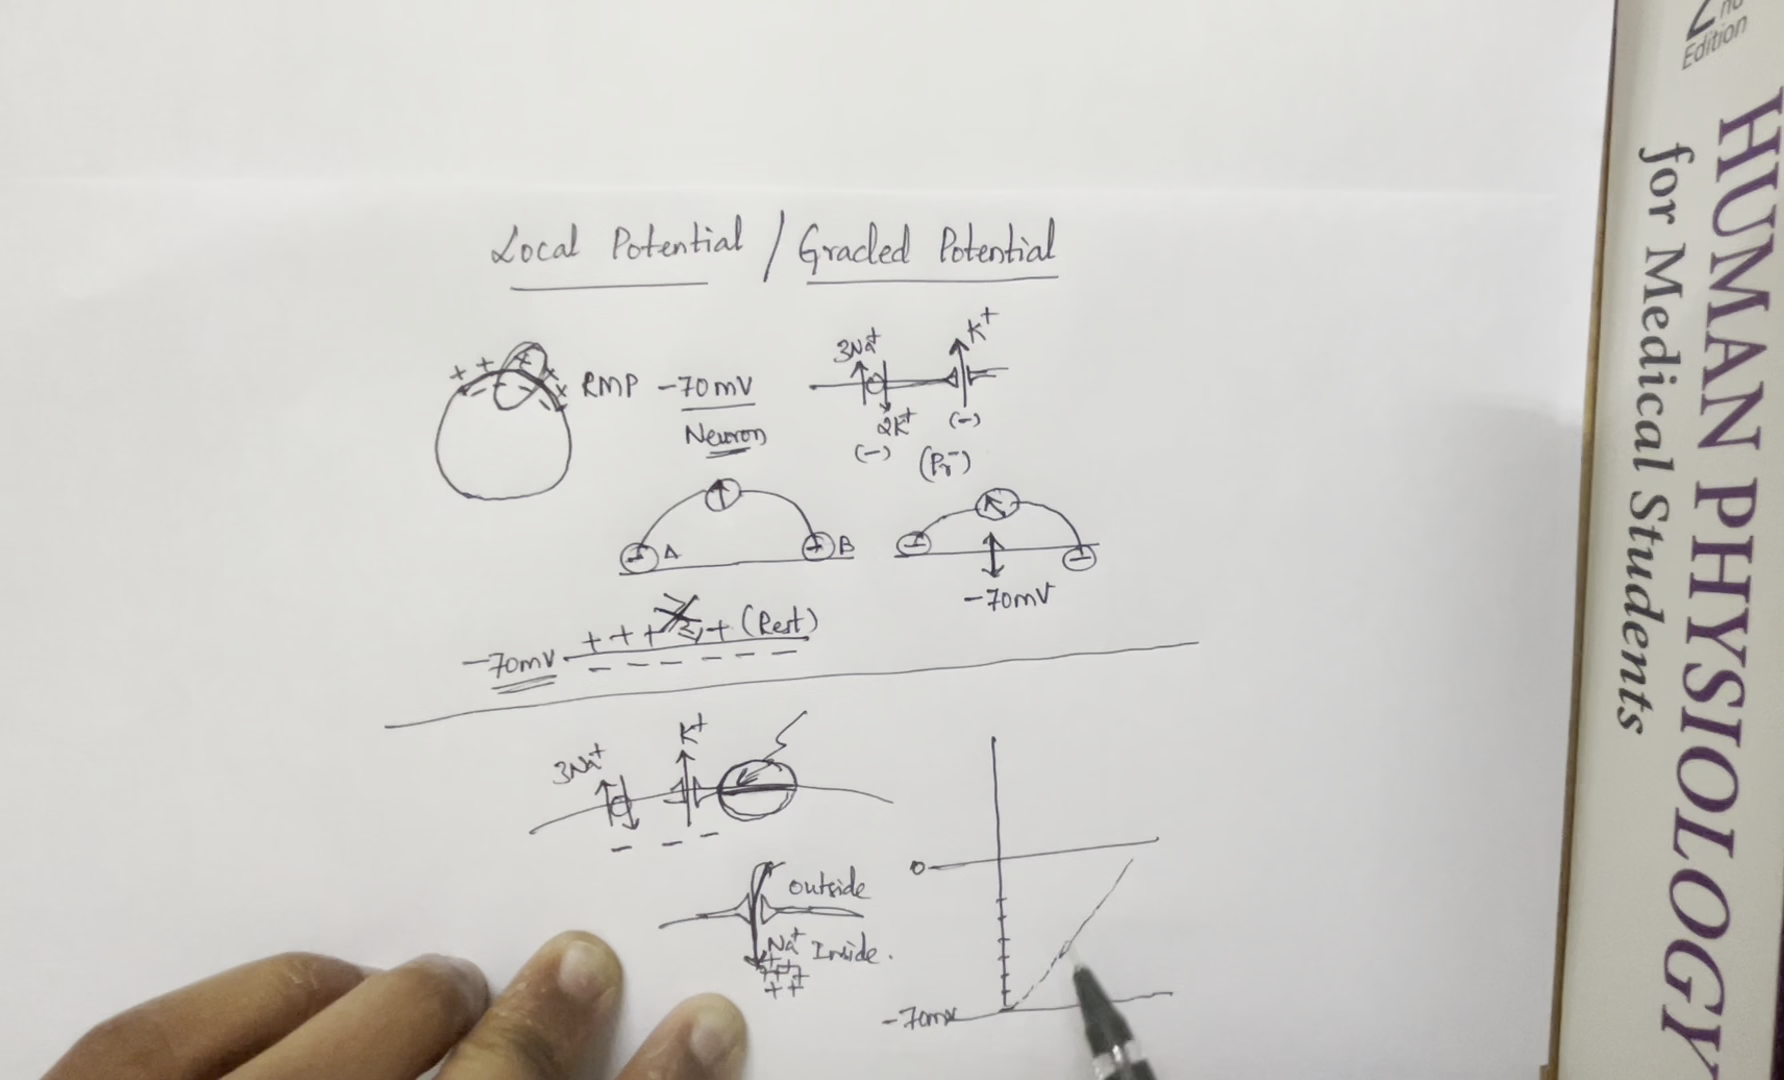 Local Potential / Graded Potential
+ + + + +
RMP -70mV
Neuron
3Na+
2K+
(-)
K+
(-)
(Pr-)
+ A
+ B
-70mV
+ + + + (Rest)
-70mV
- - - - - -
3Na+
K+
- - -
outside
Na+ Inside.
+ + + +
+ +
0
-70mV
2nd
Edition
HUMAN PHYSIOLOGY
for Medical Students